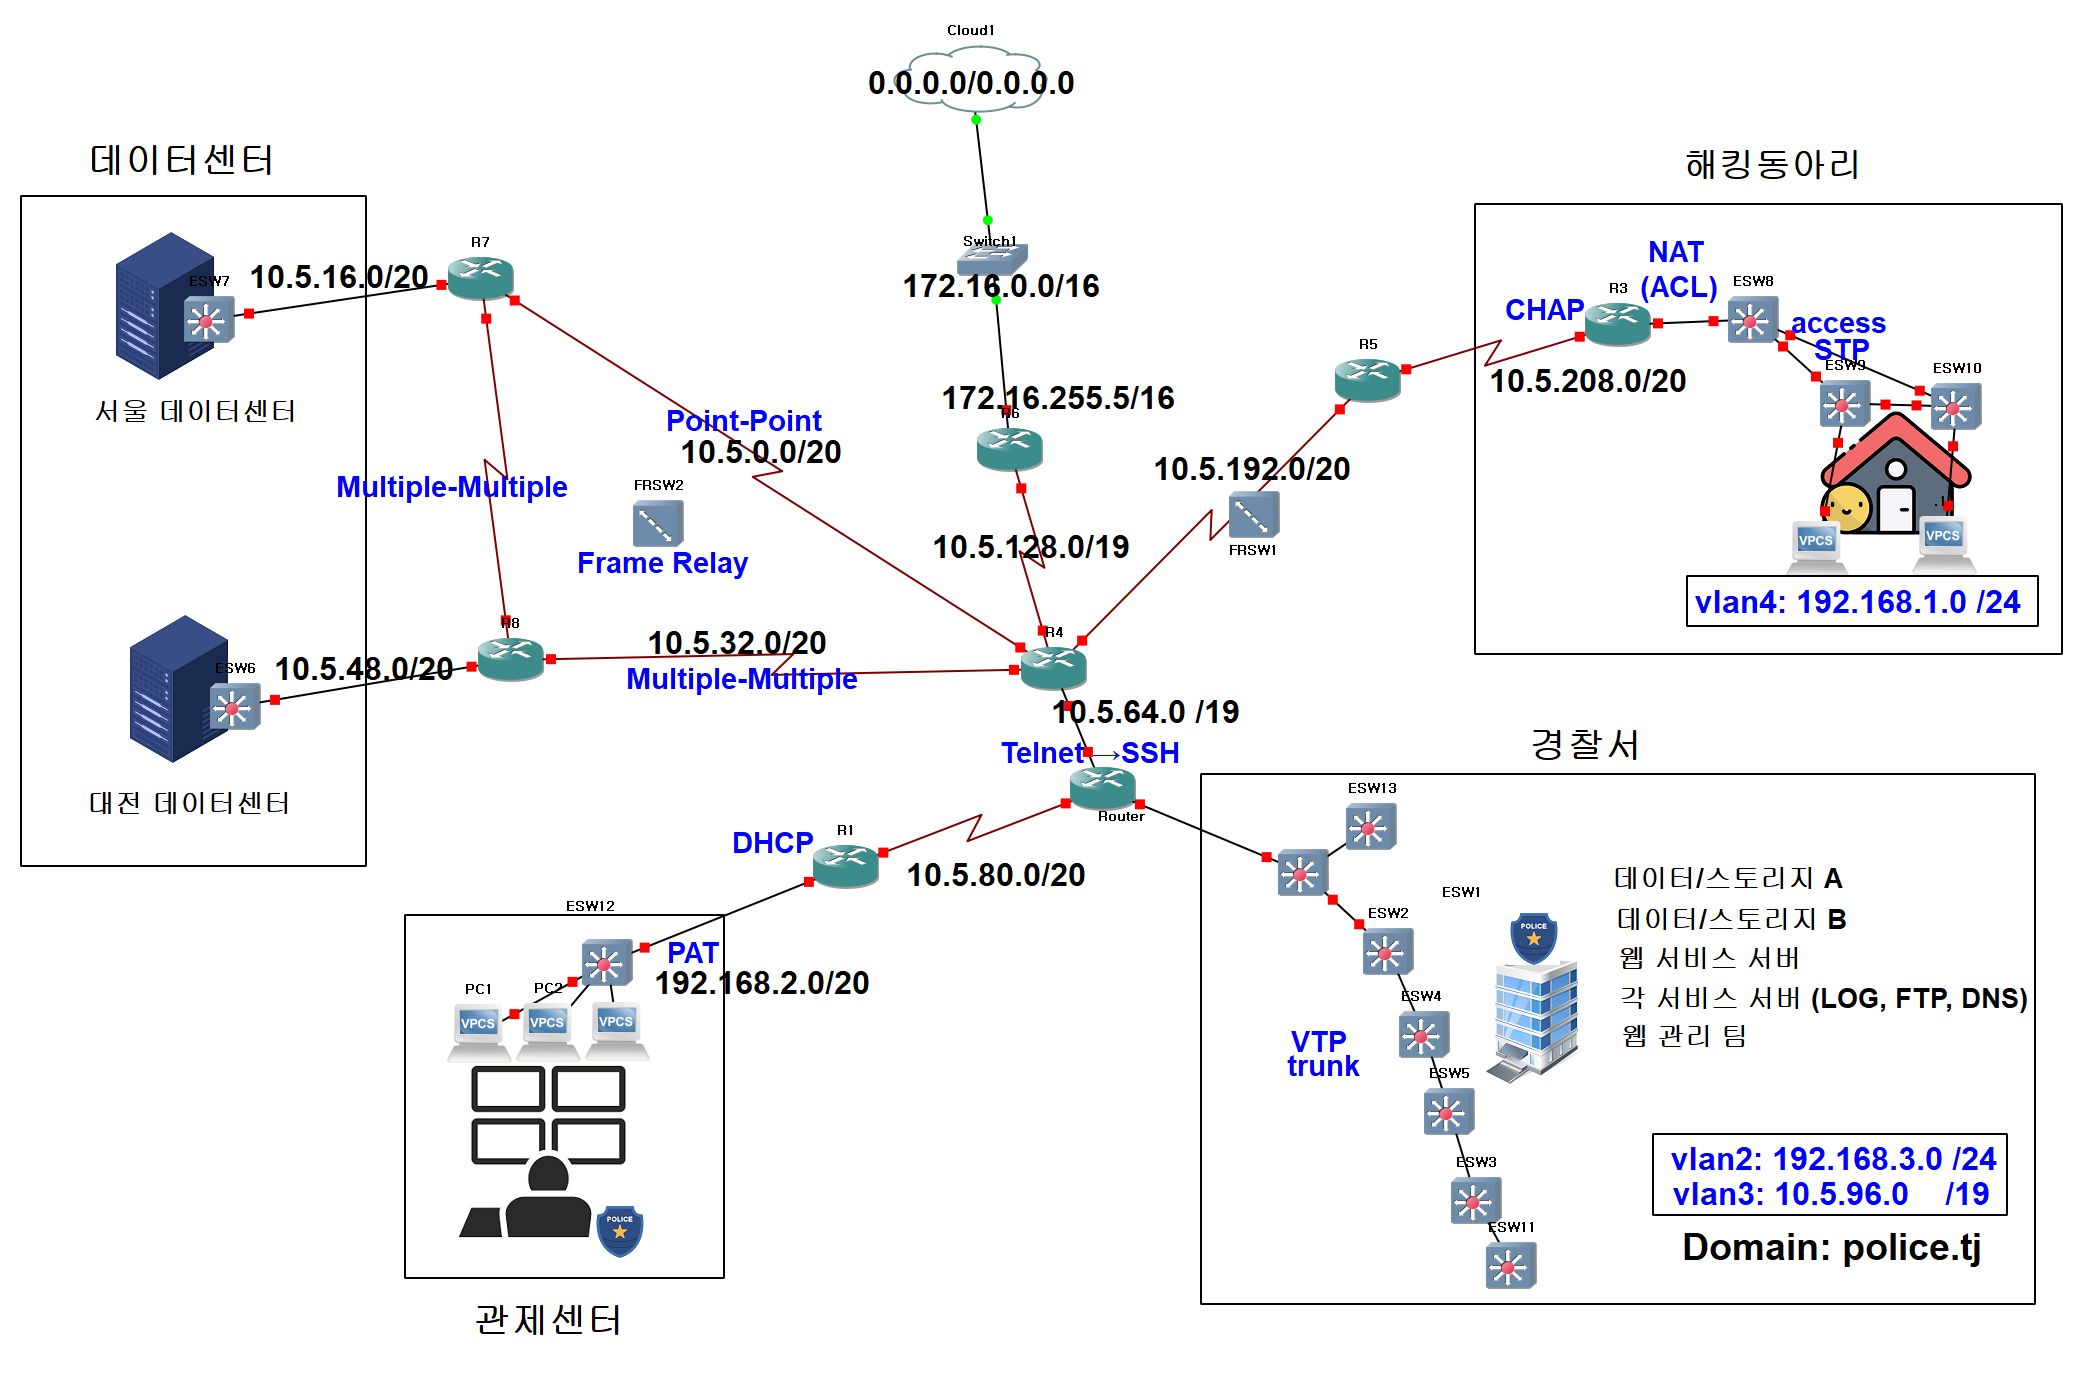 Cloud1
0.0.0.0/0.0.0.0
데이터센터
해킹동아리
R7
Switch1
172.16.0.0/16
NAT
(ACL)
ESW7
10.5.16.0/20
R3
ESW8
CHAP
access
STP
R5
ESW9
ESW10
10.5.208.0/20
서울 데이터센터
172.16.255.5/16
R6
Point-Point
10.5.0.0/20
10.5.192.0/20
Multiple-Multiple
FRSW2
.1
VPCS
VPCS
10.5.128.0/19
FRSW1
Frame Relay
vlan4: 192.168.1.0 /24
R8
R4
10.5.32.0/20
ESW6
10.5.48.0/20
Multiple-Multiple
10.5.64.0 /19
Telnet→SSH
경찰서
대전 데이터센터
Router
ESW13
R1
DHCP
10.5.80.0/20
데이터/스토리지 A
ESW1
ESW12
ESW2
데이터/스토리지 B
POLICE
PAT
웹 서비스 서버
192.168.2.0/20
PC1
PC2
ESW4
각 서비스 서버 (LOG, FTP, DNS)
VPCS
VPCS
VPCS
VTP
trunk
웹 관리 팀
ESW5
ESW3
vlan2: 192.168.3.0 /24
vlan3: 10.5.96.0 /19
POLICE
ESW11
Domain: police.tj
관제센터